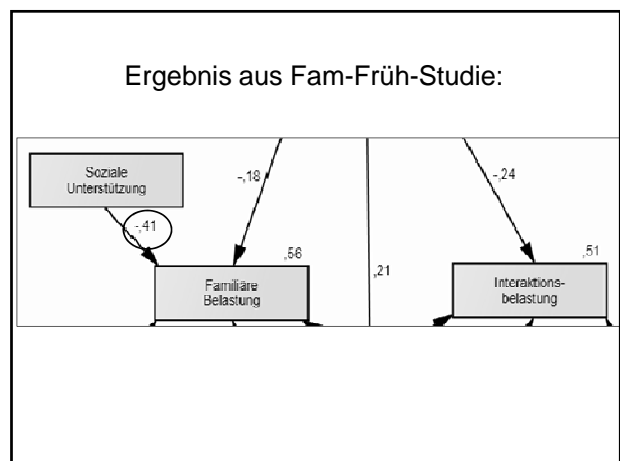 Ergebnis aus Fam-Früh-Studie:
Soziale
Unterstützung
-,18
-,24
-,41
,56
,21
,51
Familiäre
Belastung
Interaktions-
belastung